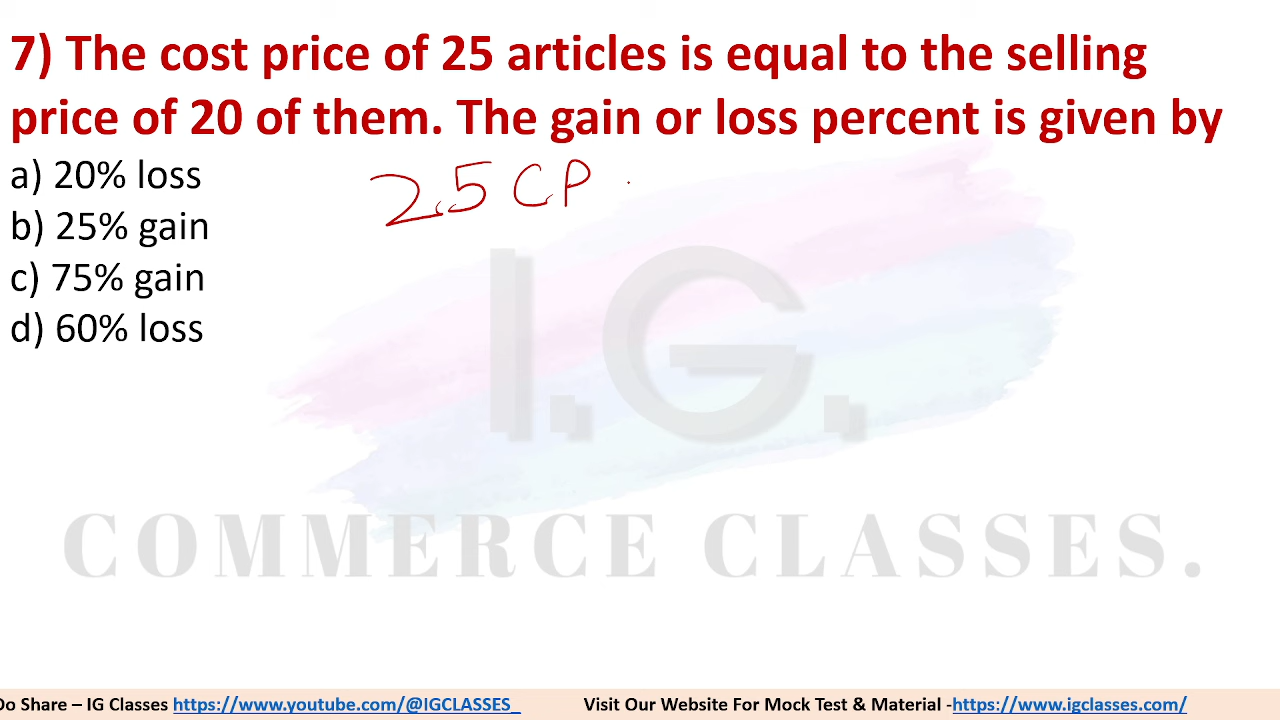 7) The cost price of 25 articles is equal to the selling
price of 20 of them. The gain or loss percent is given by
a) 20% loss
25 CP
b) 25% gain
c) 75% gain
d) 60% loss
I.G.
COMMERCE CLASSES.
Do Share – IG Classes https://www.youtube.com/@IGCLASSES_ Visit Our Website For Mock Test & Material -https://www.igclasses.com/